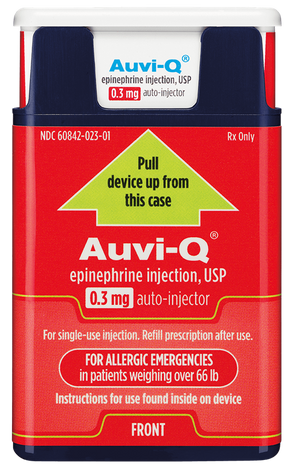 Auvi-Q®
epinephrine injection, USP
0.3 mg auto-injector
NDC 60842-023-01 Rx Only
Pull
device up from
this case
Auvi-Q®
epinephrine injection, USP
0.3 mg auto-injector
For single-use injection. Refill prescription after use.
FOR ALLERGIC EMERGENCIES
in patients weighing over 66 lb
Instructions for use found inside on device
FRONT